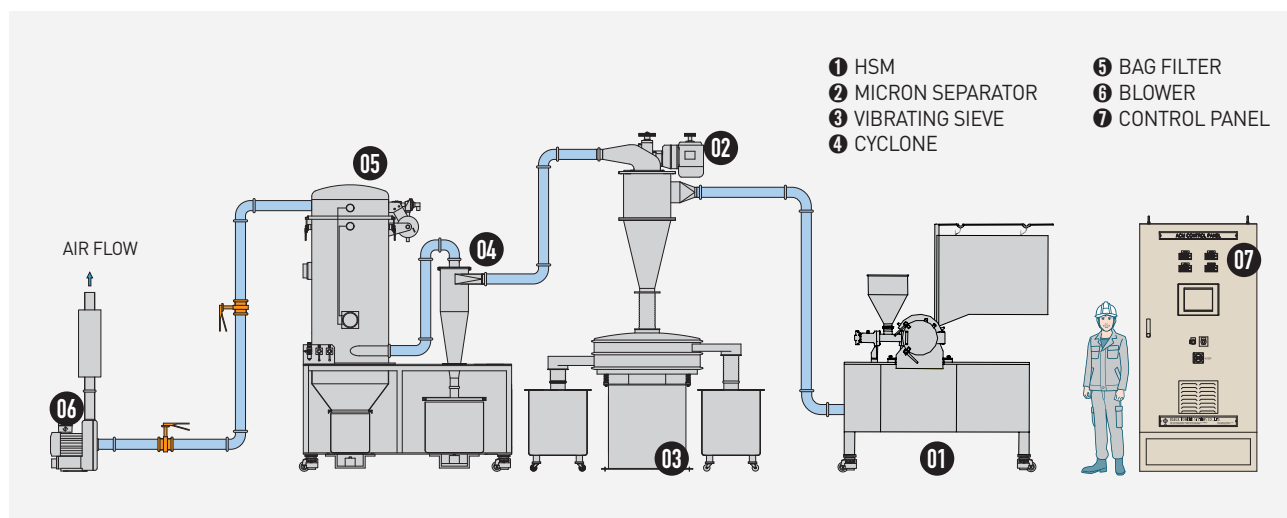 ❶ HSM
❷ MICRON SEPARATOR
❸ VIBRATING SIEVE
❹ CYCLONE
❺ BAG FILTER
❻ BLOWER
❼ CONTROL PANEL
02
05
04
AIR FLOW
07
06
03
01
CONTROL PANEL